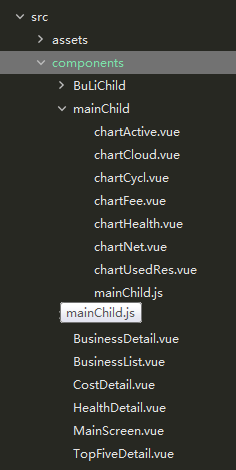 src
assets
components
BuLiChild
mainChild
chartActive.vue
chartCloud.vue
chartCycl.vue
chartFee.vue
chartHealth.vue
chartNet.vue
chartUsedRes.vue
mainChild.js
mainChild.js
BusinessDetail.vue
BusinessList.vue
CostDetail.vue
HealthDetail.vue
MainScreen.vue
TopFiveDetail.vue